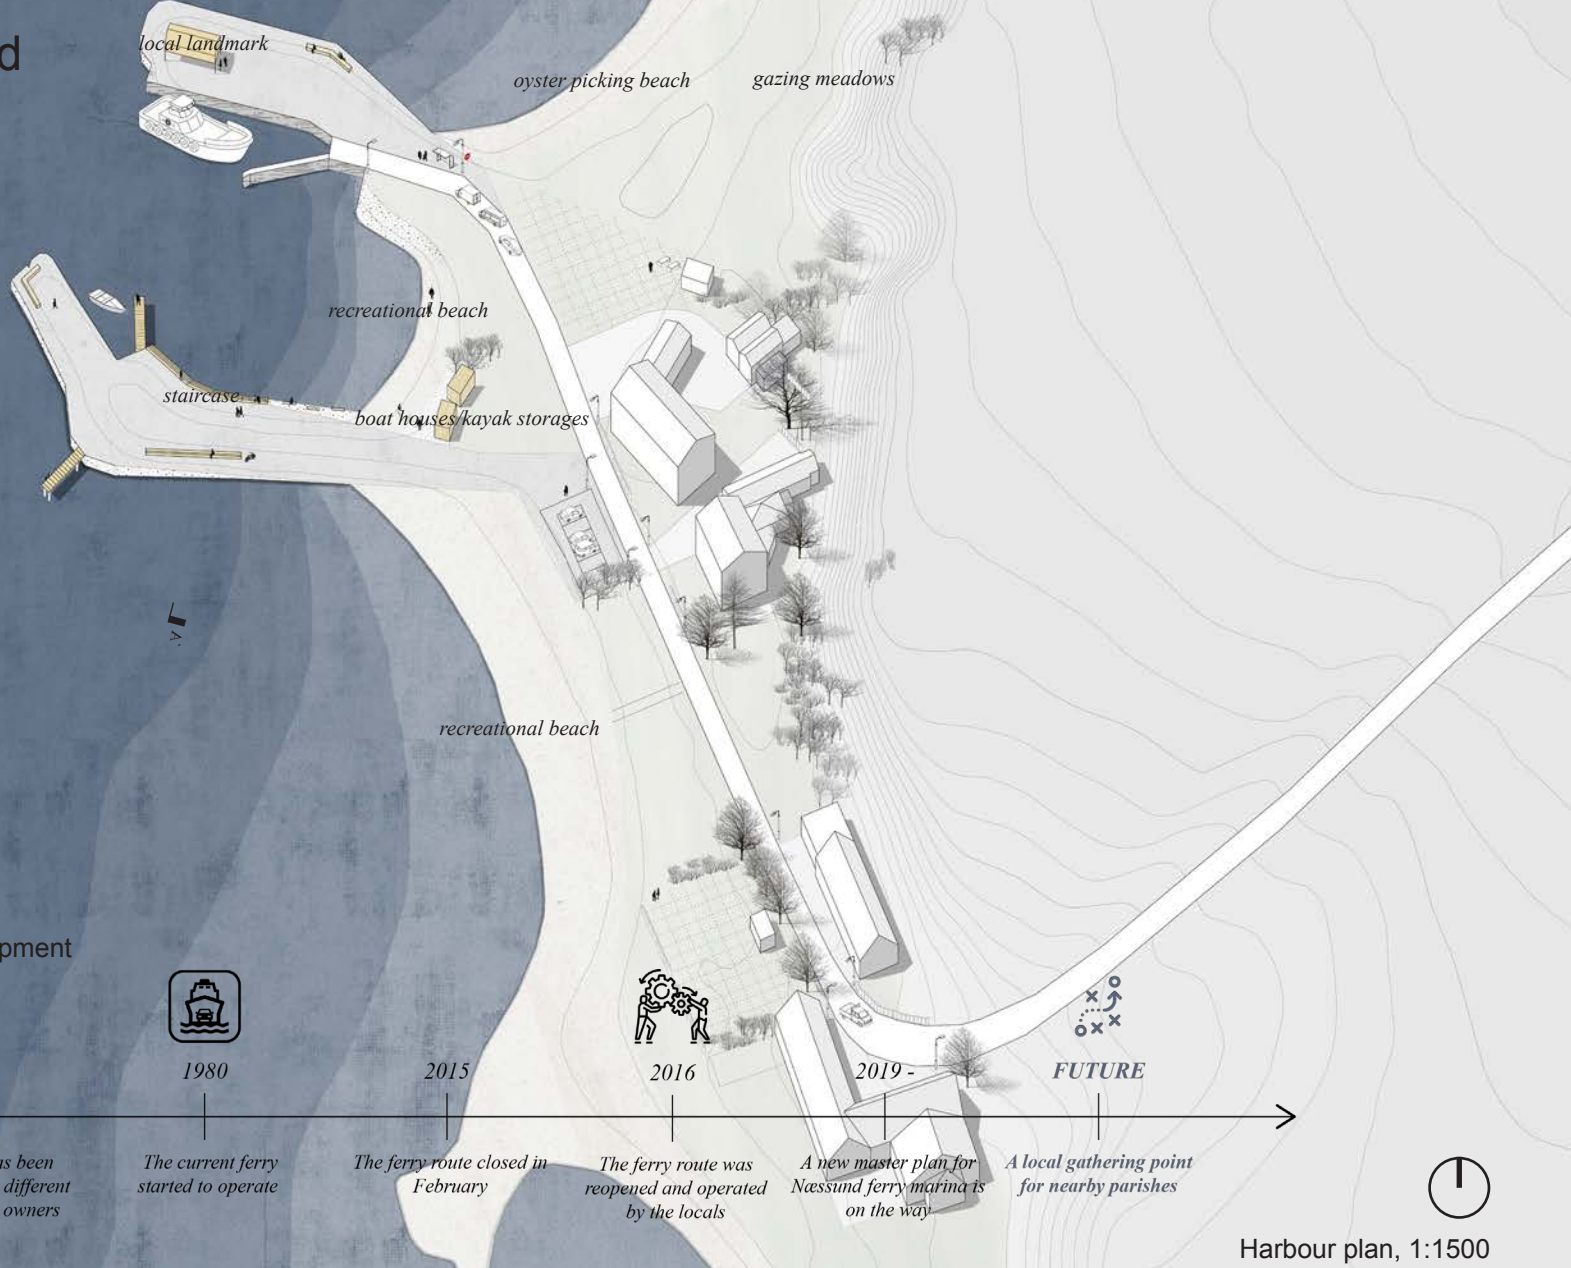 d
local landmark
oyster picking beach
gazing meadows
recreational beach
staircase
boat houses/kayak storages
A'
recreational beach
pment
1980
2015
2016
2019 -
FUTURE
as been
different
owners
The current ferry
started to operate
The ferry route closed in
February
The ferry route was
reopened and operated
by the locals
A new master plan for
Næssund ferry marina is
on the way
A local gathering point
for nearby parishes
Harbour plan, 1:1500